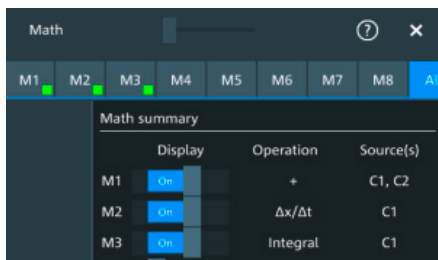 Math ? ×
M1 M2 M3 M4 M5 M6 M7 M8 Al
Math summary
Display Operation Source(s)
M1 On + C1, C2
M2 On Δx/Δt C1
M3 On Integral C1